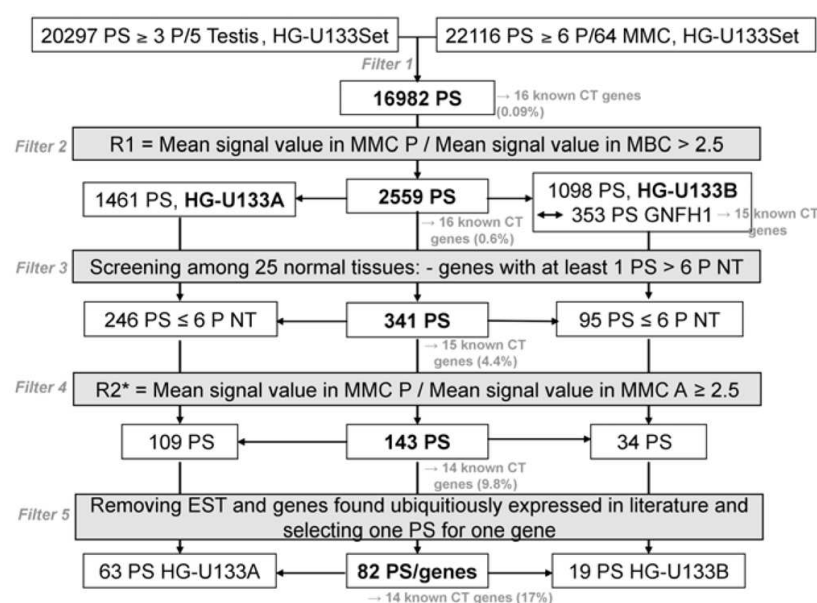 20297 PS ≥ 3 P/5 Testis, HG-U133Set
22116 PS ≥ 6 P/64 MMC, HG-U133Set
Filter 1
16982 PS
→ 16 known CT genes
(0.09%)
Filter 2
R1 = Mean signal value in MMC P / Mean signal value in MBC > 2.5
1461 PS, HG-U133A
2559 PS
1098 PS, HG-U133B
↔ 353 PS GNFH1
→ 15 known CT
genes
→ 16 known CT
genes (0.6%)
Filter 3
Screening among 25 normal tissues: - genes with at least 1 PS > 6 P NT
246 PS ≤ 6 P NT
341 PS
95 PS ≤ 6 P NT
→ 15 known CT
genes (4.4%)
Filter 4
R2* = Mean signal value in MMC P / Mean signal value in MMC A ≥ 2.5
109 PS
143 PS
34 PS
→ 14 known CT
genes (9.8%)
Filter 5
Removing EST and genes found ubiquitiously expressed in literature and
selecting one PS for one gene
63 PS HG-U133A
82 PS/genes
19 PS HG-U133B
→ 14 known CT genes (17%)